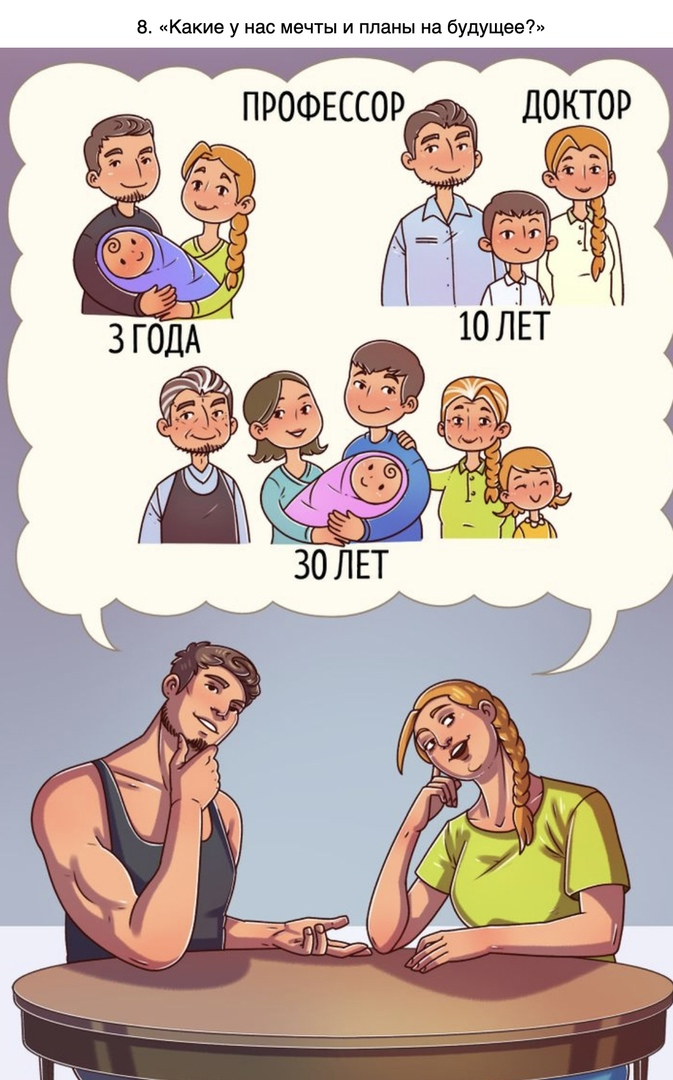 8. «Какие у нас мечты и планы на будущее?»
ПРОФЕССОР
ДОКТОР
3 ГОДА
10 ЛЕТ
30 ЛЕТ